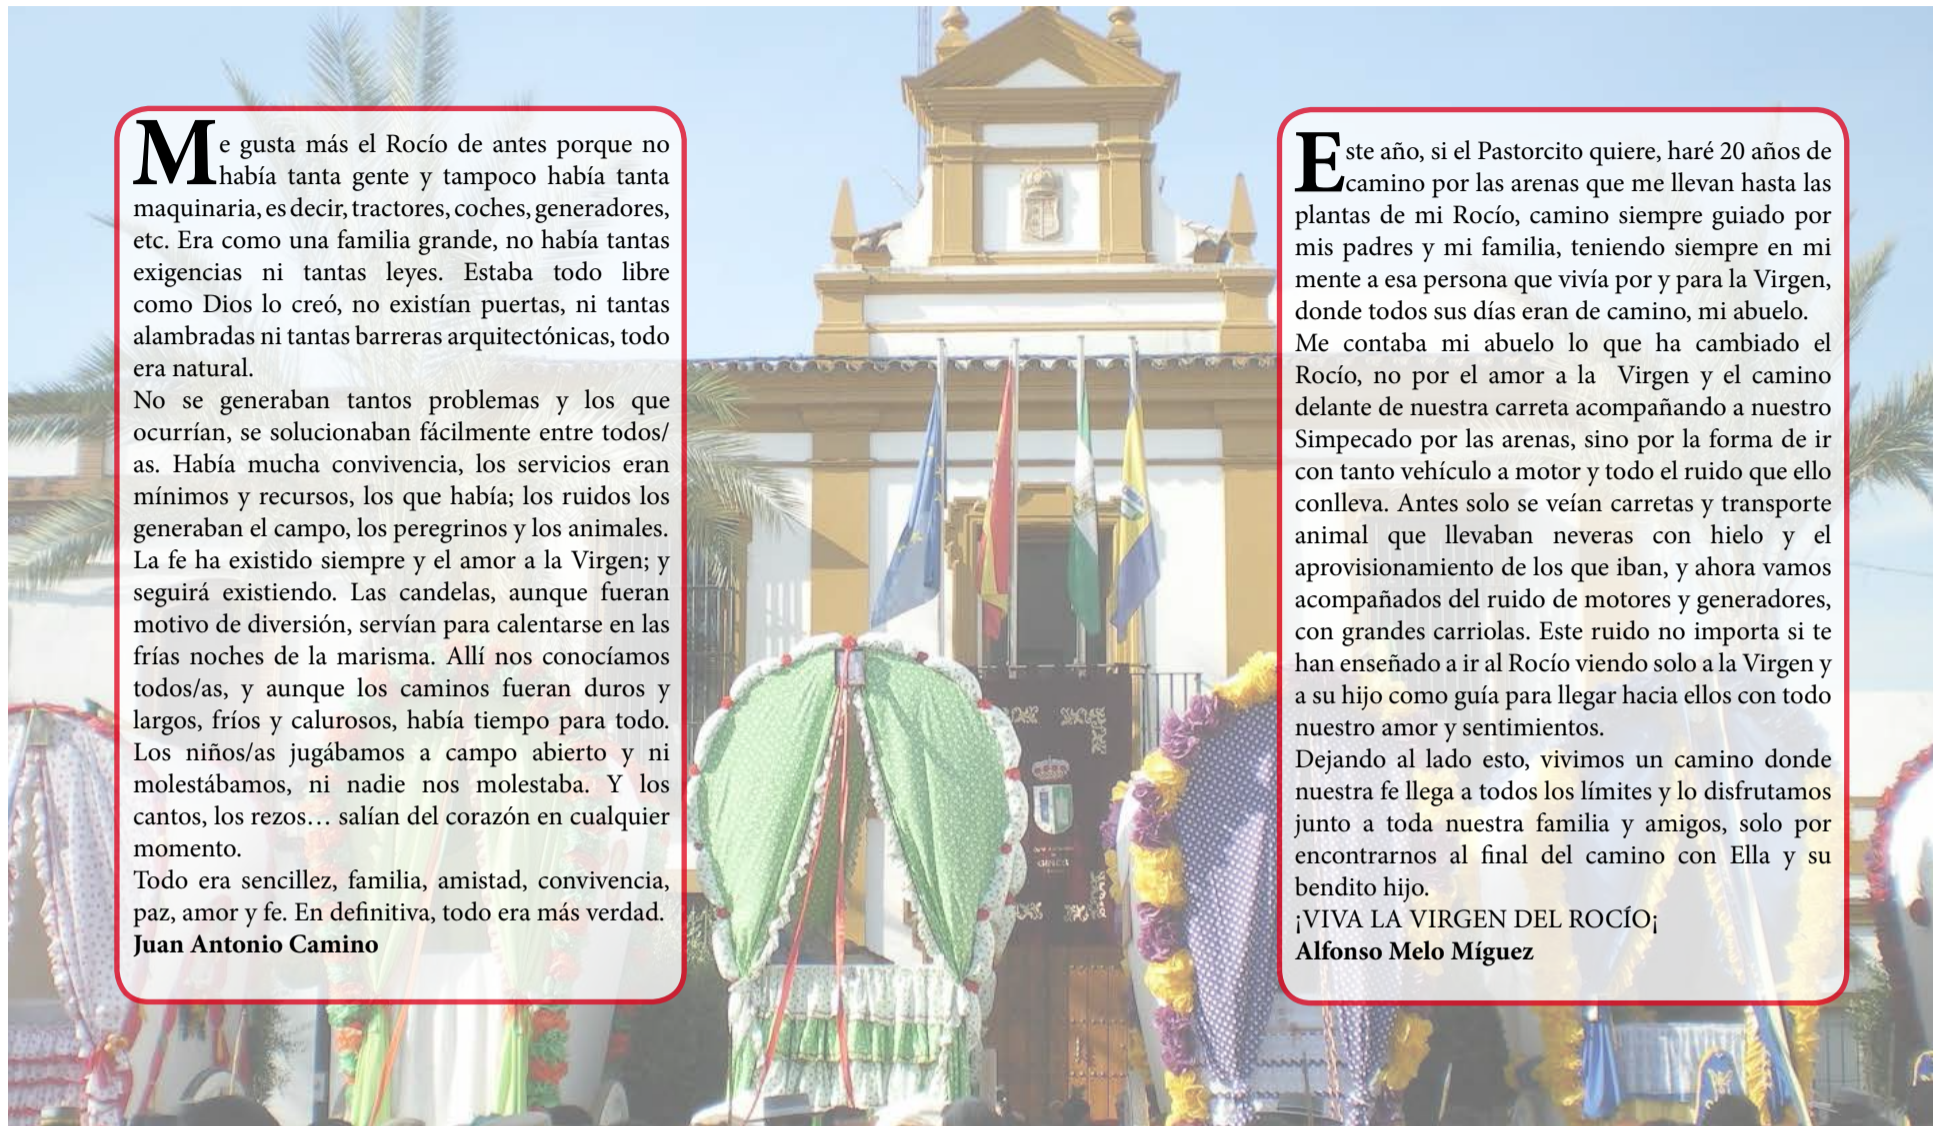 Me gusta más el Rocío de antes porque no
había tanta gente y tampoco había tanta
maquinaria, es decir, tractores, coches, generadores,
etc. Era como una familia grande, no había tantas
exigencias ni tantas leyes. Estaba todo libre
como Dios lo creó, no existían puertas, ni tantas
alambradas ni tantas barreras arquitectónicas, todo
era natural.
No se generaban tantos problemas y los que
ocurrían, se solucionaban fácilmente entre todos/
as. Había mucha convivencia, los servicios eran
mínimos y recursos, los que había; los ruidos los
generaban el campo, los peregrinos y los animales.
La fe ha existido siempre y el amor a la Virgen; y
seguirá existiendo. Las candelas, aunque fueran
motivo de diversión, servían para calentarse en las
frías noches de la marisma. Allí nos conocíamos
todos/as, y aunque los caminos fueran duros y
largos, fríos y calurosos, había tiempo para todo.
Los niños/as jugábamos a campo abierto y ni
molestábamos, ni nadie nos molestaba. Y los
cantos, los rezos… salían del corazón en cualquier
momento.
Todo era sencillez, familia, amistad, convivencia,
paz, amor y fe. En definitiva, todo era más verdad.
Juan Antonio Camino
Este año, si el Pastorcito quiere, haré 20 años de
camino por las arenas que me llevan hasta las
plantas de mi Rocío, camino siempre guiado por
mis padres y mi familia, teniendo siempre en mi
mente a esa persona que vivía por y para la Virgen,
donde todos sus días eran de camino, mi abuelo.
Me contaba mi abuelo lo que ha cambiado el
Rocío, no por el amor a la Virgen y el camino
delante de nuestra carreta acompañando a nuestro
Simpecado por las arenas, sino por la forma de ir
con tanto vehículo a motor y todo el ruido que ello
conlleva. Antes solo se veían carretas y transporte
animal que llevaban neveras con hielo y el
aprovisionamiento de los que iban, y ahora vamos
acompañados del ruido de motores y generadores,
con grandes carriolas. Este ruido no importa si te
han enseñado a ir al Rocío viendo solo a la Virgen y
a su hijo como guía para llegar hacia ellos con todo
nuestro amor y sentimientos.
Dejando al lado esto, vivimos un camino donde
nuestra fe llega a todos los límites y lo disfrutamos
junto a toda nuestra familia y amigos, solo por
encontrarnos al final del camino con Ella y su
bendito hijo.
¡VIVA LA VIRGEN DEL ROCÍO¡
Alfonso Melo Míguez